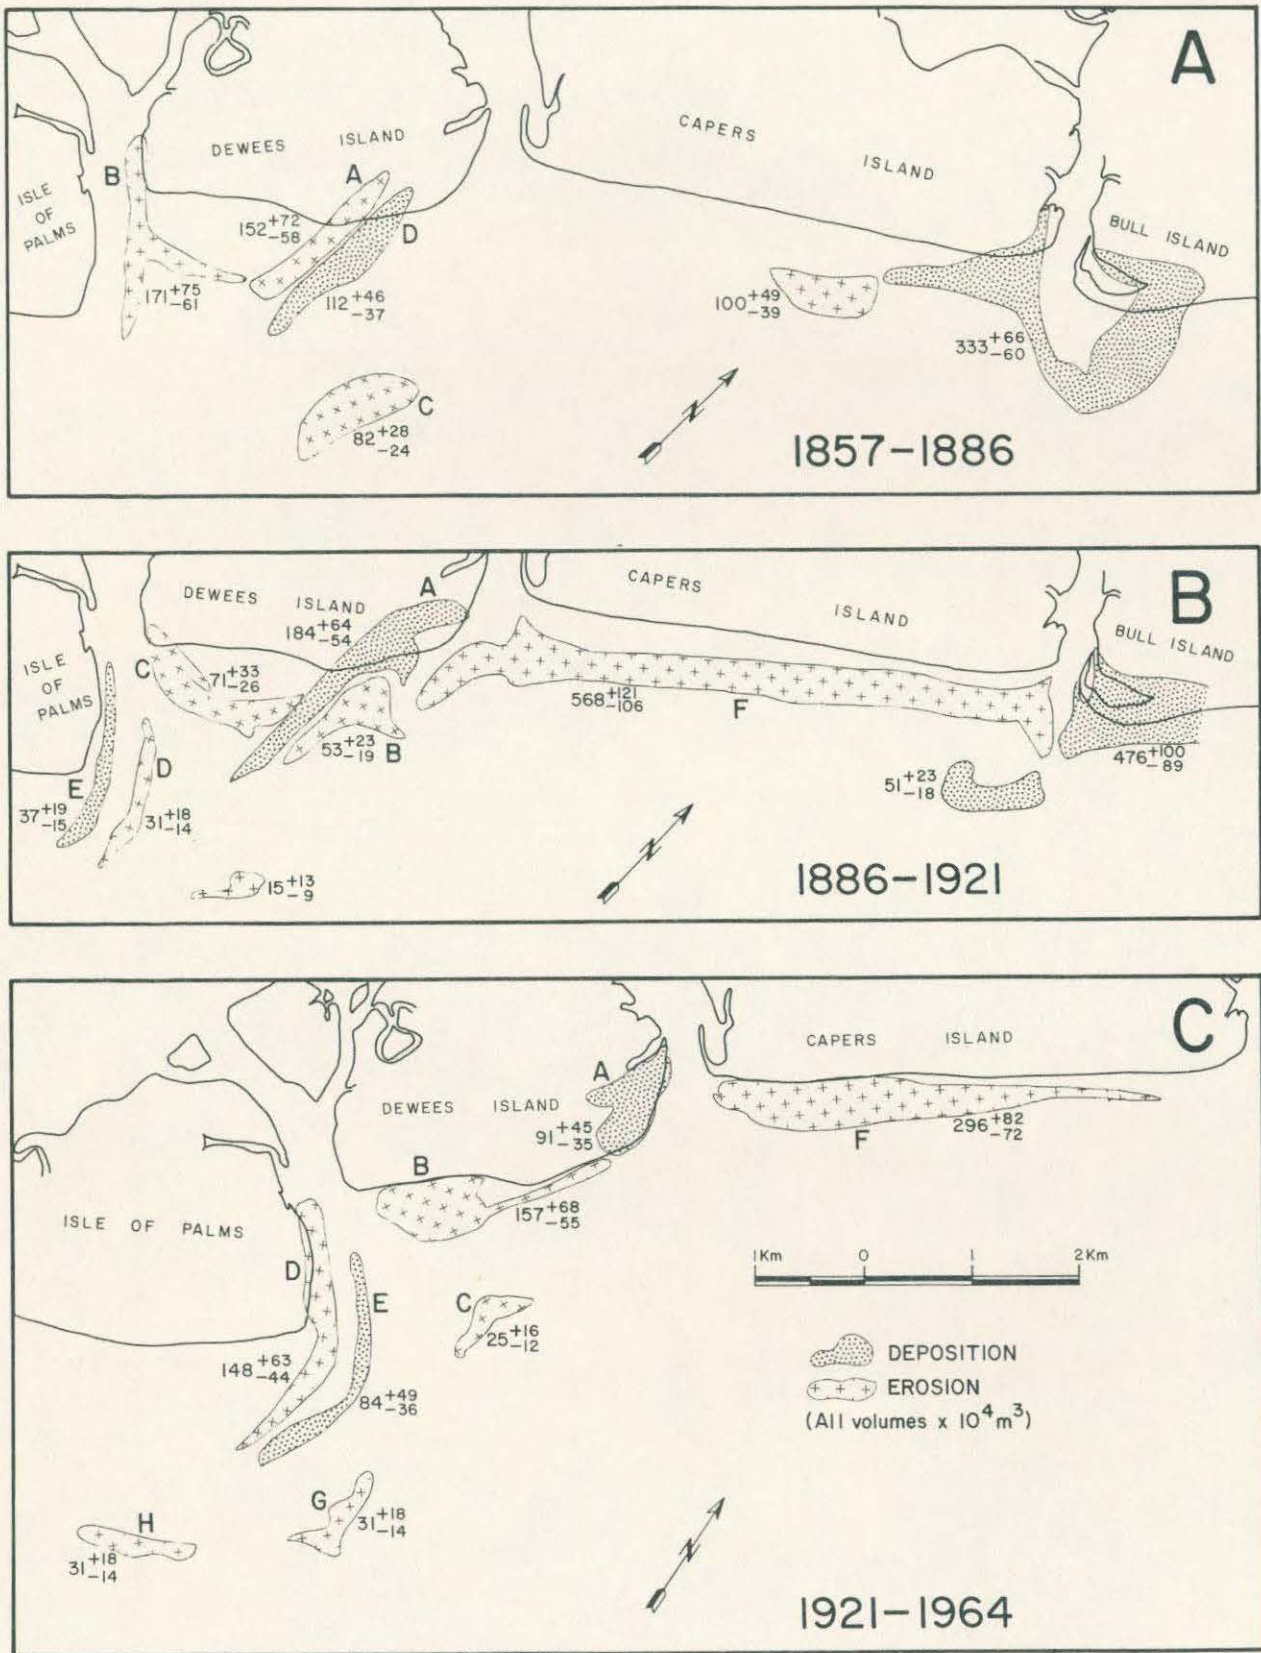 A
DEWEES ISLAND
CAPERS
ISLAND
ISLE
OF
PALMS
BULL ISLAND
B
A
D
C
152 +72 -58
171 +75 -61
112 +46 -37
82 +28 -24
100 +49 -39
333 +66 -60
N
1857-1886
B
DEWEES ISLAND
CAPERS
ISLAND
ISLE
OF
PALMS
BULL ISLAND
A
184 +64 -54
C
71 +33 -26
568 +121 -106
F
53 +23 -19
B
476 +100 -89
D
E
37 +19 -15
31 +18 -14
51 +23 -18
15 +13 -9
N
1886-1921
C
CAPERS ISLAND
A
DEWEES ISLAND
91 +45 -35
F
296 +82 -72
B
157 +68 -55
ISLE OF PALMS
D
E
C
25 +16 -12
148 +63 -44
84 +49 -36
1Km 0 1 2Km
DEPOSITION
EROSION
(All volumes x 10⁴ m³)
G
31 +18 -14
H
31 +18 -14
N
1921-1964